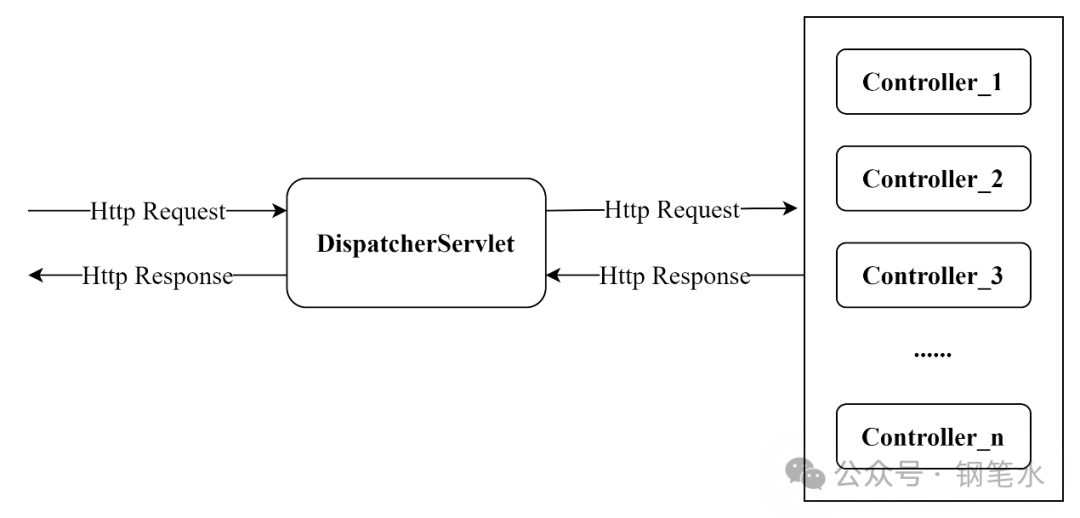 Http Request
Http Response
DispatcherServlet
Http Request
Http Response
Controller_1
Controller_2
Controller_3
......
Controller_n
公众号 · 钢笔水